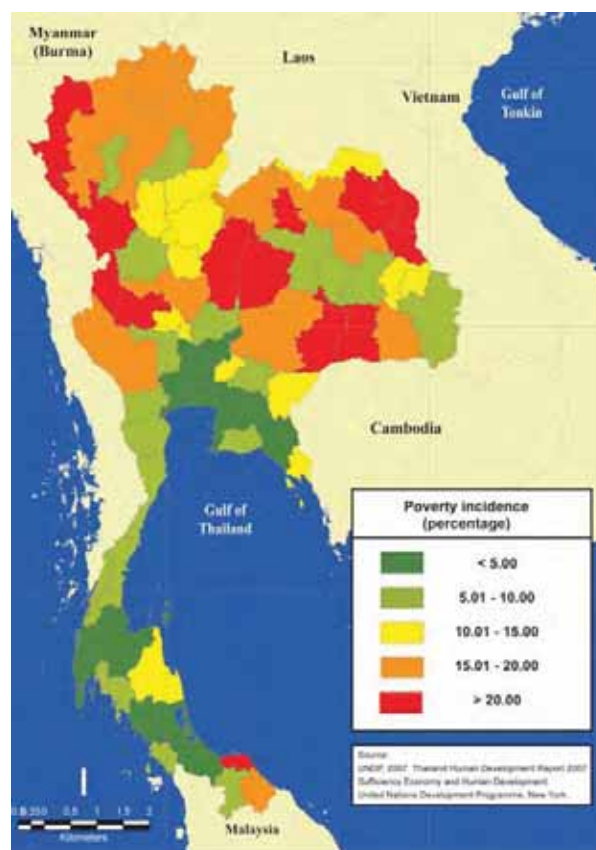 Myanmar
(Burma)
Laos
Vietnam
Gulf of
Tonkin
Cambodia
Gulf of
Thailand
Poverty incidence
(percentage)
< 5.00
5.01 - 10.00
10.01 - 15.00
15.01 - 20.00
> 20.00
Source:
UNDP, 2007 Thailand Human Development Report 2007
Sufficiency Economy and Human Development
United Nations Development Programme, New York.
1
2
Kilometers
Malaysia